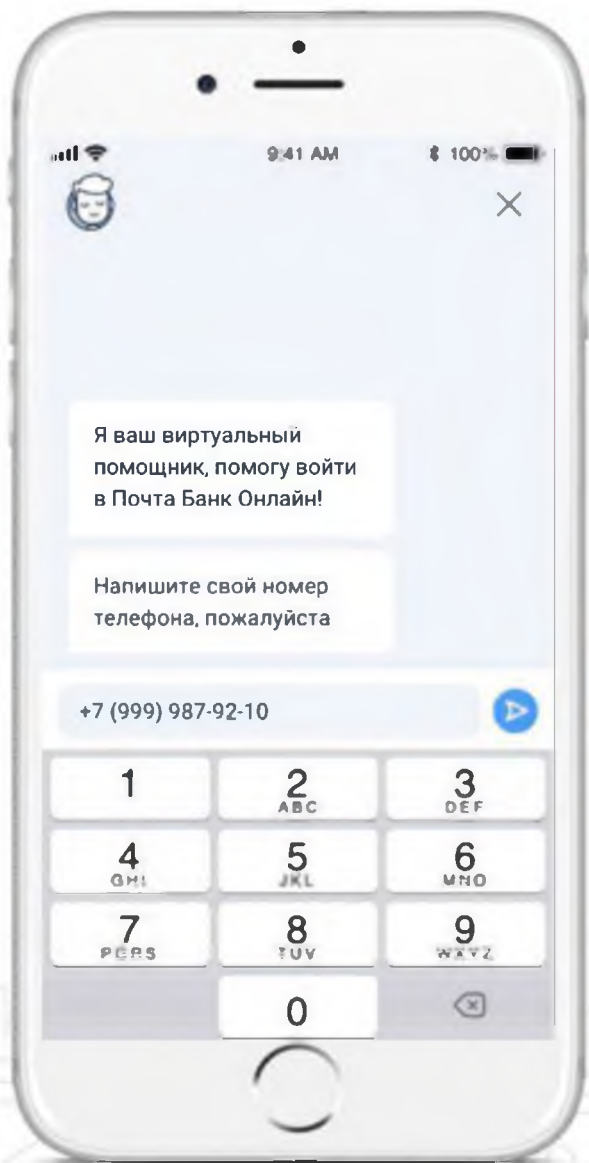 9:41 AM
100%
Я ваш виртуальный
помощник, помогу войти
в Почта Банк Онлайн!
Напишите свой номер
телефона, пожалуйста
+7 (999) 987-92-10
1 2 3
ABC DEF
4 5 6
GHI JKL MNO
7 8 9
PQRS TUV WXYZ
0